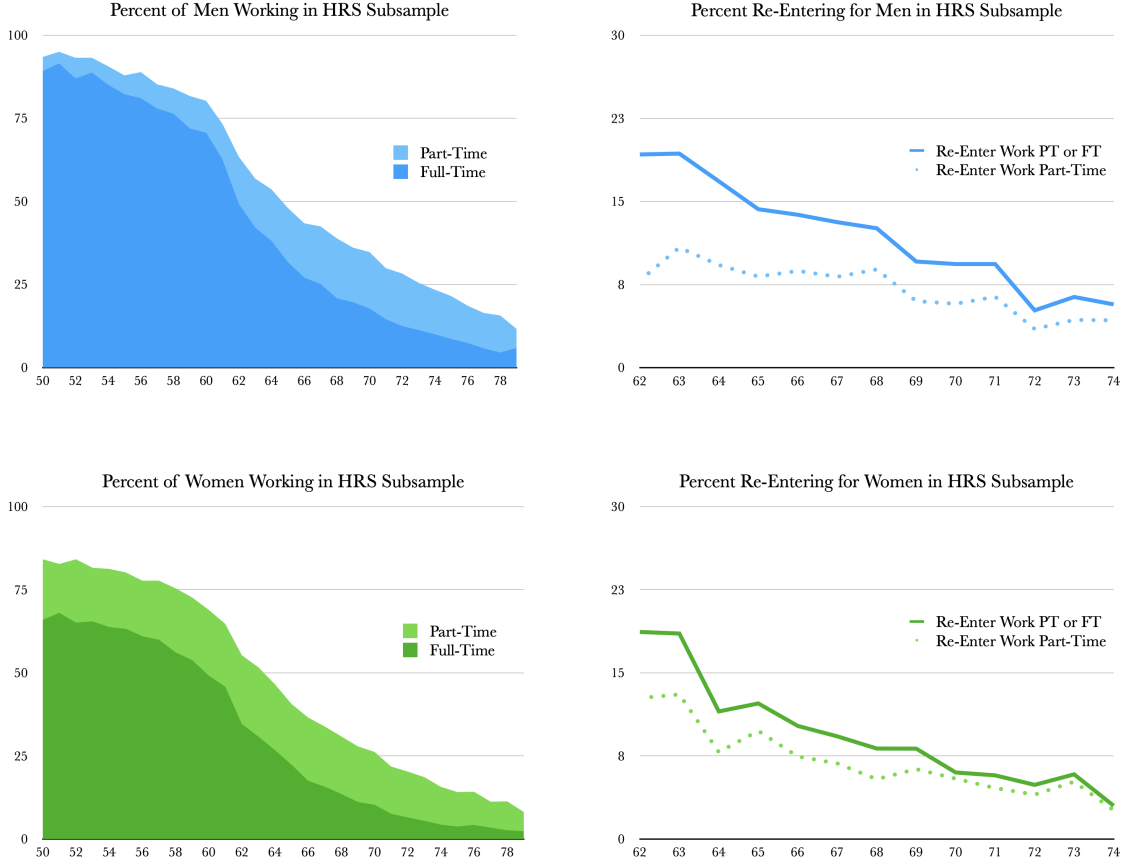 Percent of Men Working in HRS Subsample
100
75
50
25
0
50 52 54 56 58 60 62 64 66 68 70 72 74 76 78
Part-Time
Full-Time
Percent Re-Entering for Men in HRS Subsample
30
23
15
8
0
62 63 64 65 66 67 68 69 70 71 72 73 74
Re-Enter Work PT or FT
Re-Enter Work Part-Time
Percent of Women Working in HRS Subsample
100
75
50
25
0
50 52 54 56 58 60 62 64 66 68 70 72 74 76 78
Part-Time
Full-Time
Percent Re-Entering for Women in HRS Subsample
30
23
15
8
0
62 63 64 65 66 67 68 69 70 71 72 73 74
Re-Enter Work PT or FT
Re-Enter Work Part-Time